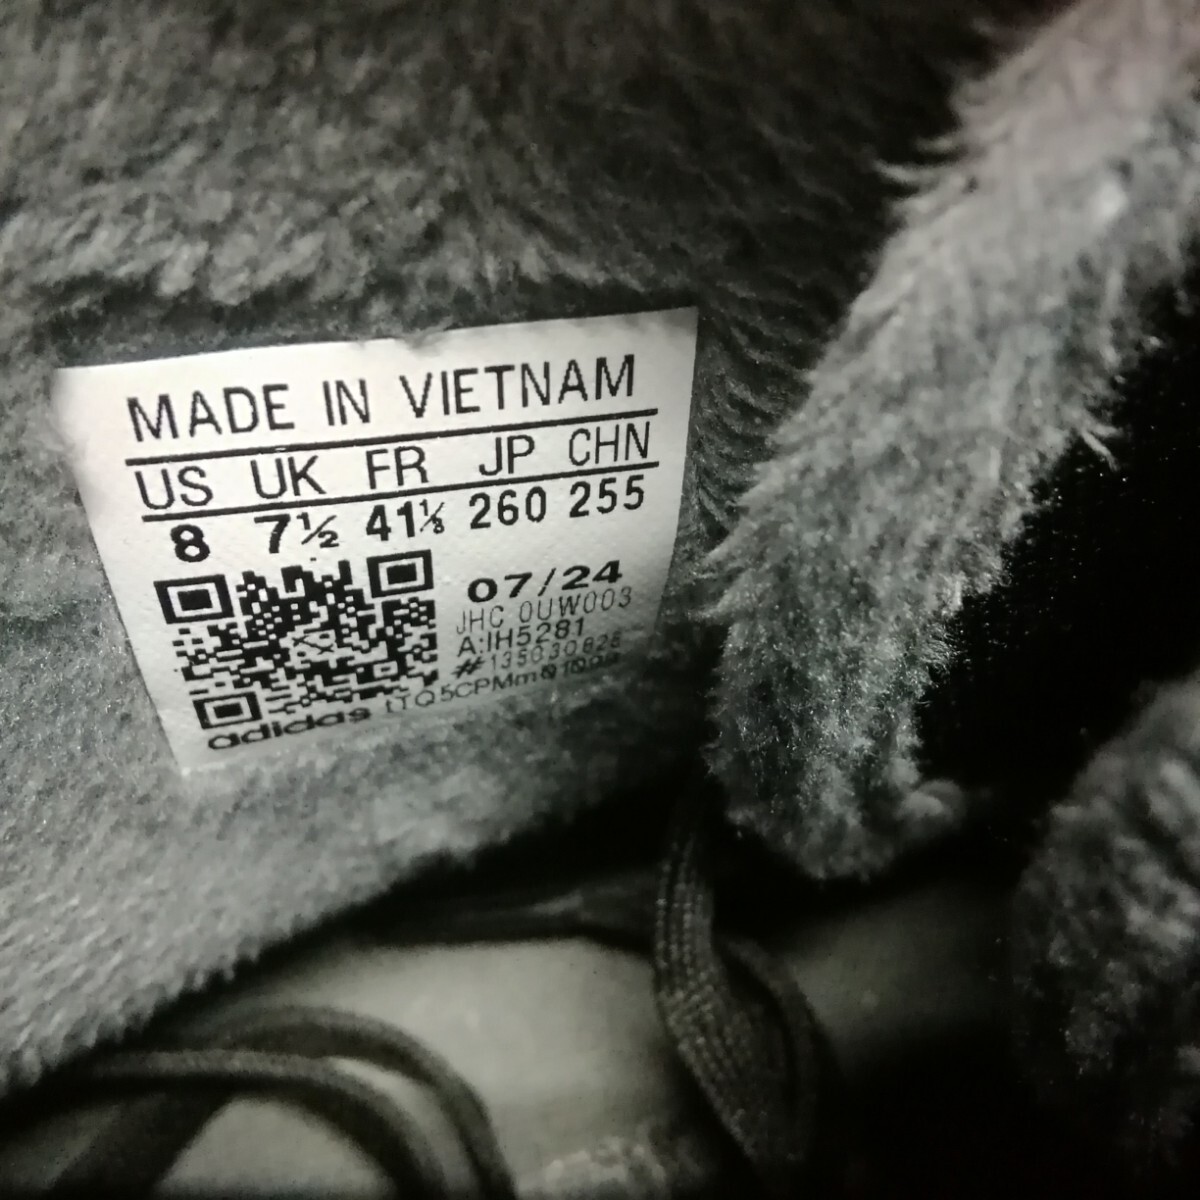 MADE IN VIETNAM
US UK FR JP CHN
8 7½ 41⅓ 260 255
07/24
JHC 0UW003
A:IH5281
#135030828
adidas